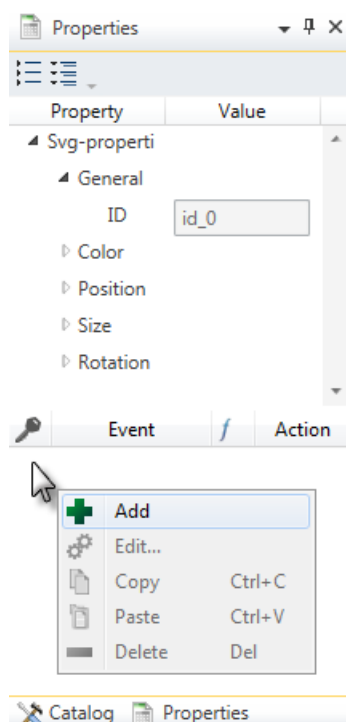 Properties
Property Value
Svg-properti
General
ID id_0
Color
Position
Size
Rotation
Event f Action
Add
Edit...
Copy Ctrl+C
Paste Ctrl+V
Delete Del
Catalog Properties